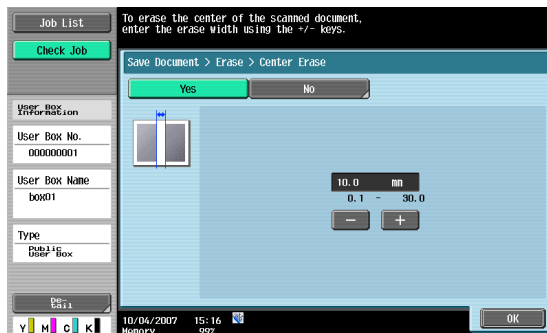 Job List
Check Job
To erase the center of the scanned document,
enter the erase width using the +/- keys.
Save Document > Erase > Center Erase
Yes
No
User Box
Information
User Box No.
000000001
User Box Name
box01
Type
Public
User Box
De-
tail
10.0 mm
0.1 - 30.0
− +
Y M C K
10/04/2007 15:16
Memory 99%
OK